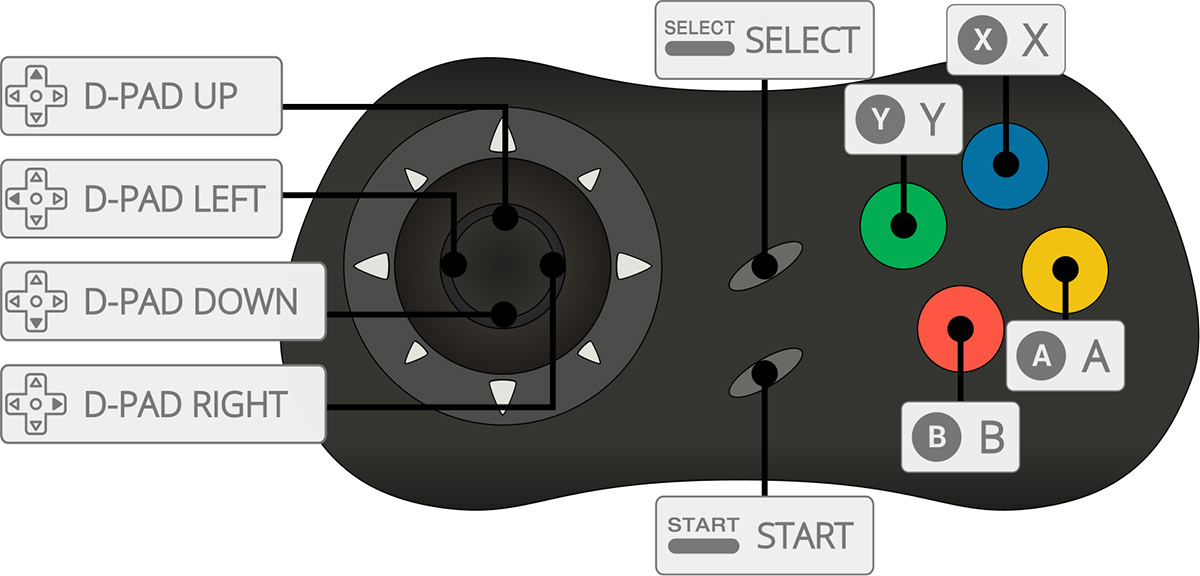 SELECT SELECT
X X
D-PAD UP
Y Y
D-PAD LEFT
D-PAD DOWN
A A
D-PAD RIGHT
B B
START START